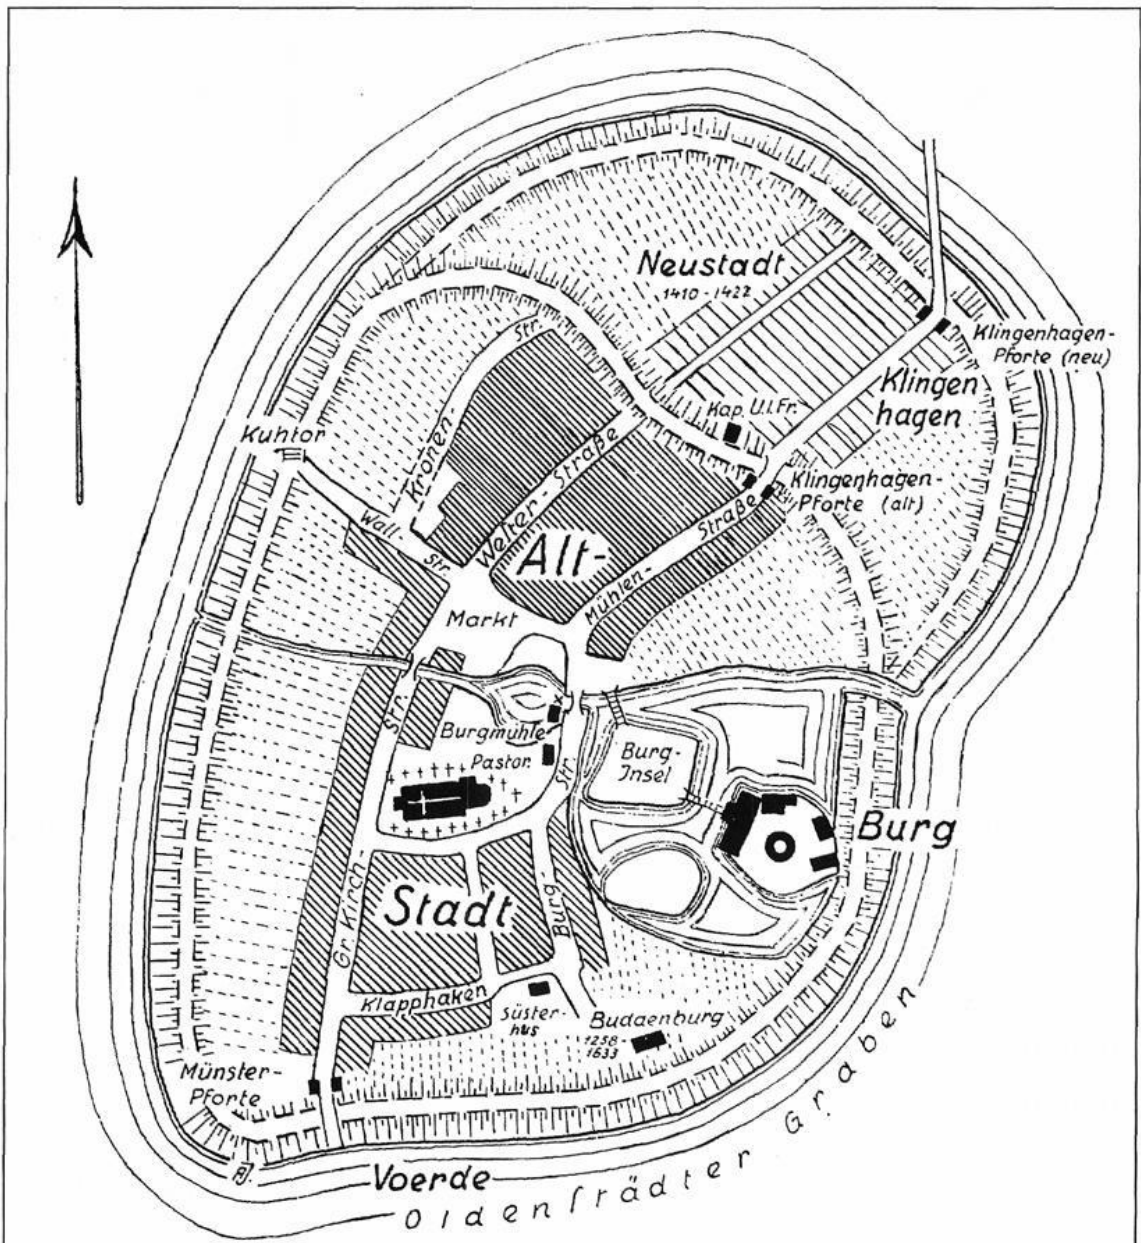 Neustadt
1410-1422
Klingenhagen-
Pforte (neu)
Klingen
hagen
Kap. U.l.Fr.
Str.
Kronen-
Kuhtor
Klingenhagen-
Pforte (alt)
Welter-Straße
Wall
Str.
Mühlen-
Straße
Alt-
Markt
Str.
Burgmühle
Pastor.
Str.
Burg-
Insel
Burg
Gr. Kirch-
Stadt
Burg-
Klapphaken
Süster-
hus
Buddenburg
1258-
1633
Münster-
Pforte
Voerde
Oldenſtädter Graben